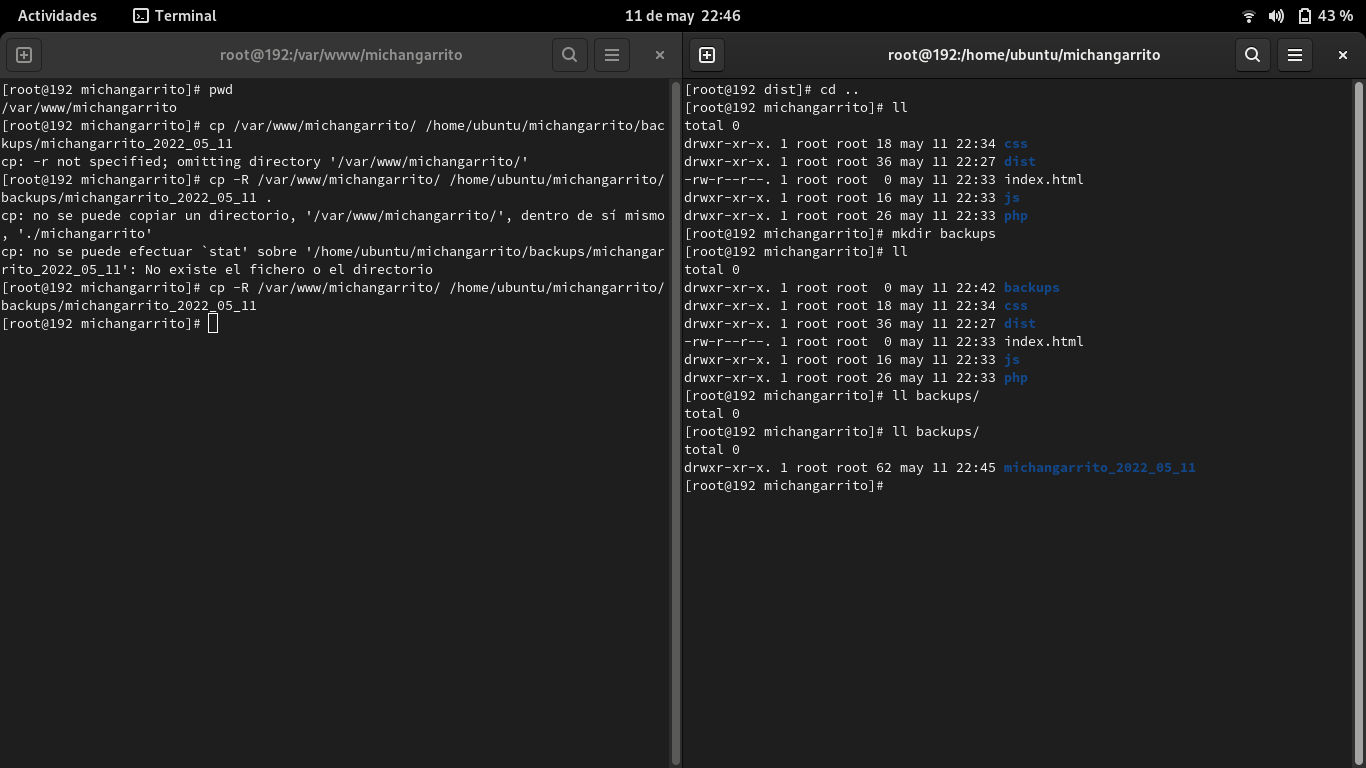 Actividades
Terminal
11 de may 22:46
43 %
root@192:/var/www/michangarrito
[root@192 michangarrito]# pwd
/var/www/michangarrito
[root@192 michangarrito]# cp /var/www/michangarrito/ /home/ubuntu/michangarrito/bac
kups/michangarrito_2022_05_11
cp: -r not specified; omitting directory '/var/www/michangarrito/'
[root@192 michangarrito]# cp -R /var/www/michangarrito/ /home/ubuntu/michangarrito/
backups/michangarrito_2022_05_11 .
cp: no se puede copiar un directorio, '/var/www/michangarrito/', dentro de sí mismo
, './michangarrito'
cp: no se puede efectuar `stat' sobre '/home/ubuntu/michangarrito/backups/michangar
rito_2022_05_11': No existe el fichero o el directorio
[root@192 michangarrito]# cp -R /var/www/michangarrito/ /home/ubuntu/michangarrito/
backups/michangarrito_2022_05_11
[root@192 michangarrito]#
root@192:/home/ubuntu/michangarrito
[root@192 dist]# cd ..
[root@192 michangarrito]# ll
total 0
drwxr-xr-x. 1 root root 18 may 11 22:34 css
drwxr-xr-x. 1 root root 36 may 11 22:27 dist
-rw-r--r--. 1 root root  0 may 11 22:33 index.html
drwxr-xr-x. 1 root root 16 may 11 22:33 js
drwxr-xr-x. 1 root root 26 may 11 22:33 php
[root@192 michangarrito]# mkdir backups
[root@192 michangarrito]# ll
total 0
drwxr-xr-x. 1 root root  0 may 11 22:42 backups
drwxr-xr-x. 1 root root 18 may 11 22:34 css
drwxr-xr-x. 1 root root 36 may 11 22:27 dist
-rw-r--r--. 1 root root  0 may 11 22:33 index.html
drwxr-xr-x. 1 root root 16 may 11 22:33 js
drwxr-xr-x. 1 root root 26 may 11 22:33 php
[root@192 michangarrito]# ll backups/
total 0
[root@192 michangarrito]# ll backups/
total 0
drwxr-xr-x. 1 root root 62 may 11 22:45 michangarrito_2022_05_11
[root@192 michangarrito]#